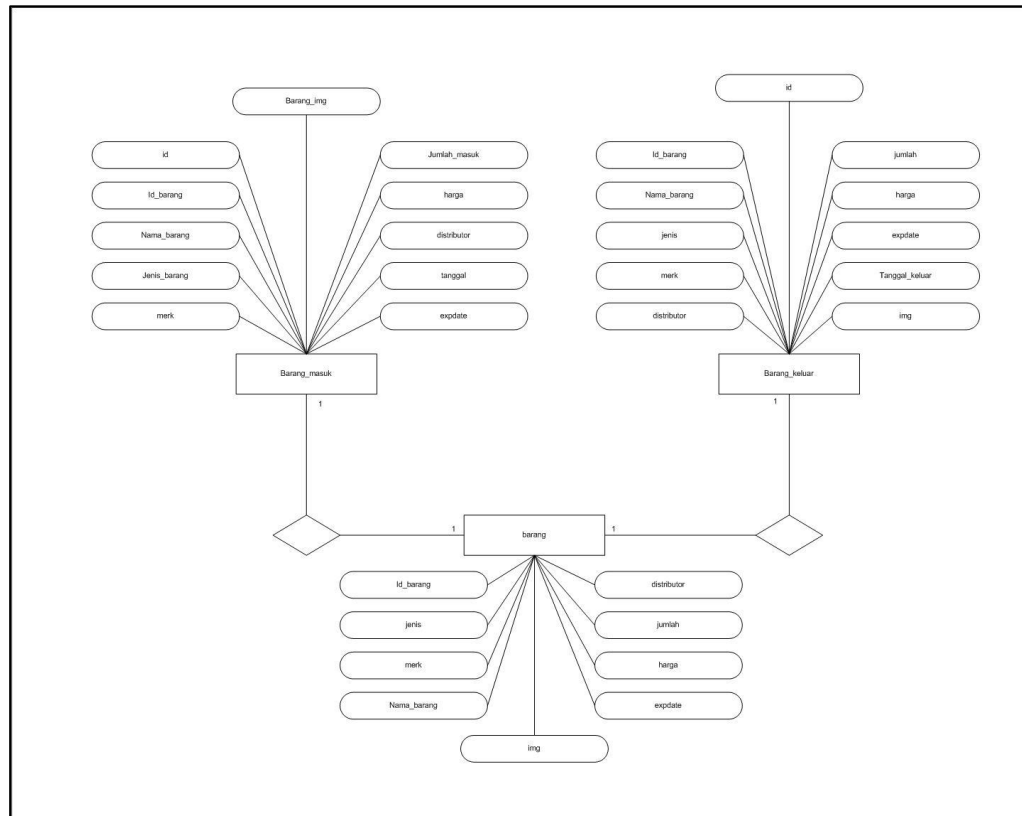 Barang_img
id
id
Jumlah_masuk
Id_barang
jumlah
Id_barang
harga
Nama_barang
harga
Nama_barang
distributor
jenis
expdate
Jenis_barang
tanggal
merk
Tanggal_keluar
merk
expdate
distributor
img
Barang_masuk
Barang_keluar
1
1
1
barang
1
Id_barang
distributor
jenis
jumlah
merk
harga
Nama_barang
expdate
img